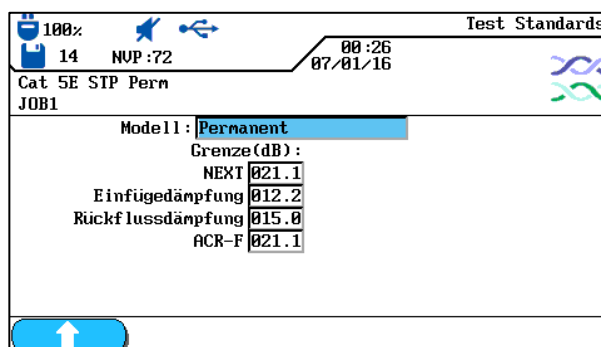 100% Test Standards
14 NVP:72 00:26
07/01/16
Cat 5E STP Perm
JOB1
Modell: Permanent
Grenze(dB):
NEXT 021.1
Einfügedämpfung 012.2
Rückflussdämpfung 015.0
ACR-F 021.1